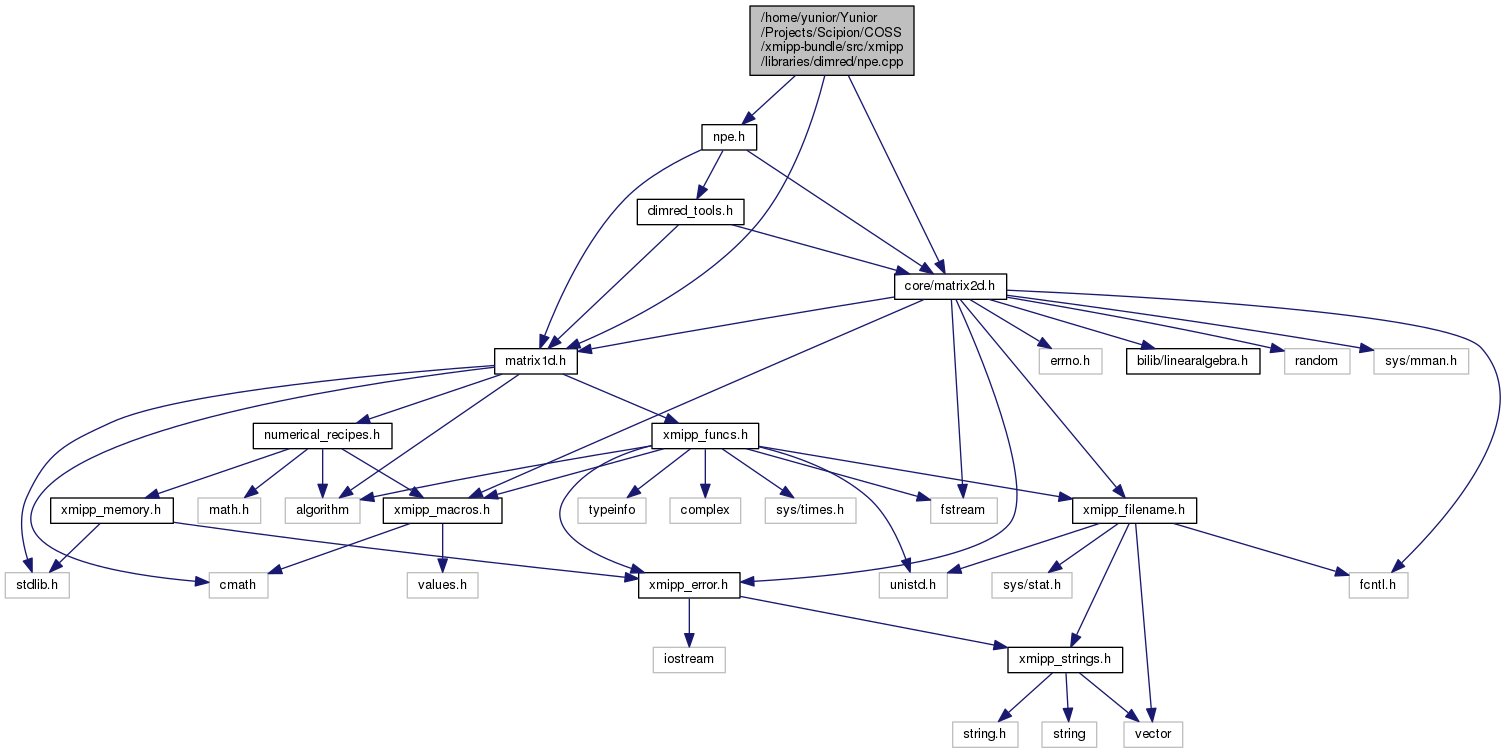 /home/yunior/Yunior
/Projects/Scipion/COSS
/xmipp-bundle/src/xmipp
/libraries/dimred/npe.cpp
npe.h
dimred_tools.h
core/matrix2d.h
matrix1d.h
errno.h
bilib/linearalgebra.h
random
sys/mman.h
numerical_recipes.h
xmipp_funcs.h
xmipp_memory.h
math.h
algorithm
xmipp_macros.h
typeinfo
complex
sys/times.h
fstream
xmipp_filename.h
stdlib.h
cmath
values.h
xmipp_error.h
unistd.h
sys/stat.h
fcntl.h
iostream
xmipp_strings.h
string.h
string
vector